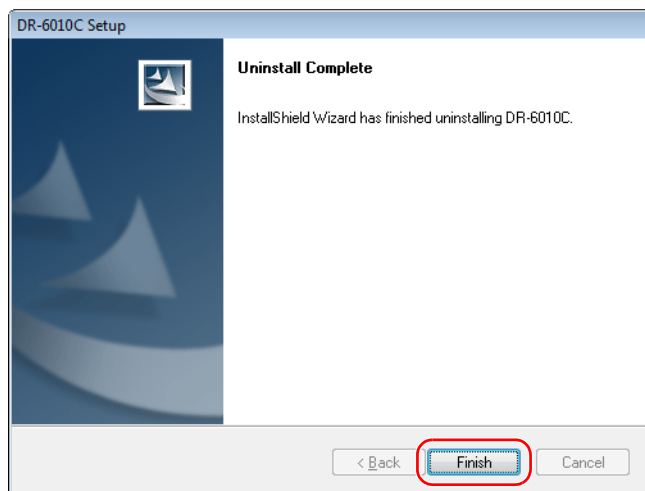 DR-6010C Setup
Uninstall Complete
InstallShield Wizard has finished uninstalling DR-6010C.
< Back Finish Cancel